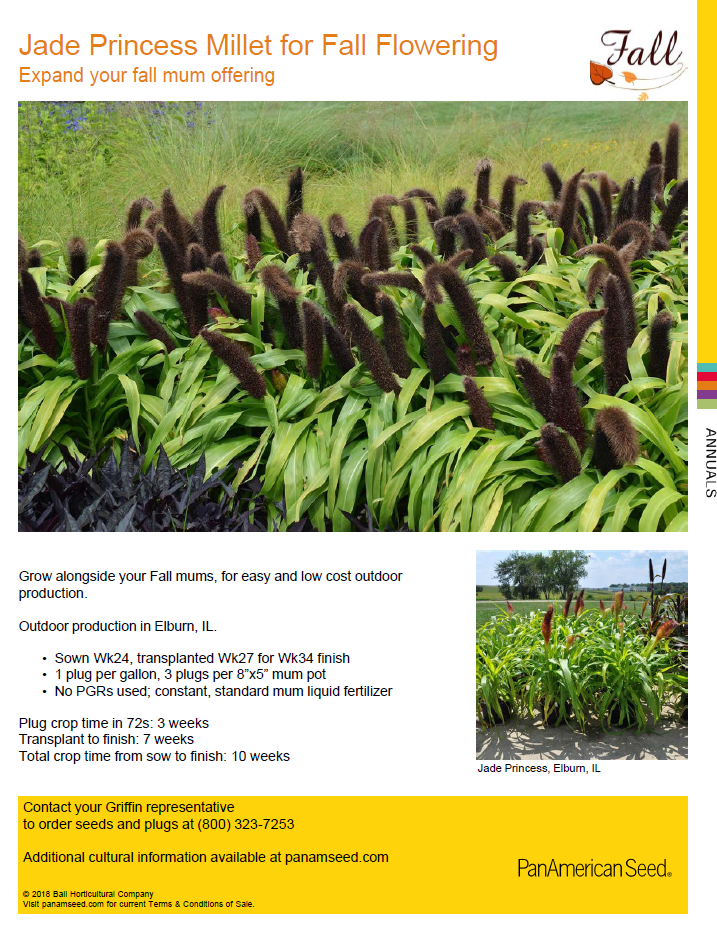 Jade Princess Millet for Fall Flowering
Expand your fall mum offering
Fall
ANNUALS
Grow alongside your Fall mums, for easy and low cost outdoor
production.
Outdoor production in Elburn, IL.
• Sown Wk24, transplanted Wk27 for Wk34 finish
• 1 plug per gallon, 3 plugs per 8”x5” mum pot
• No PGRs used; constant, standard mum liquid fertilizer
Plug crop time in 72s: 3 weeks
Transplant to finish: 7 weeks
Total crop time from sow to finish: 10 weeks
Jade Princess, Elburn, IL
Contact your Griffin representative
to order seeds and plugs at (800) 323-7253
Additional cultural information available at panamseed.com
PanAmerican Seed®
© 2018 Ball Horticultural Company
Visit panamseed.com for current Terms & Conditions of Sale.